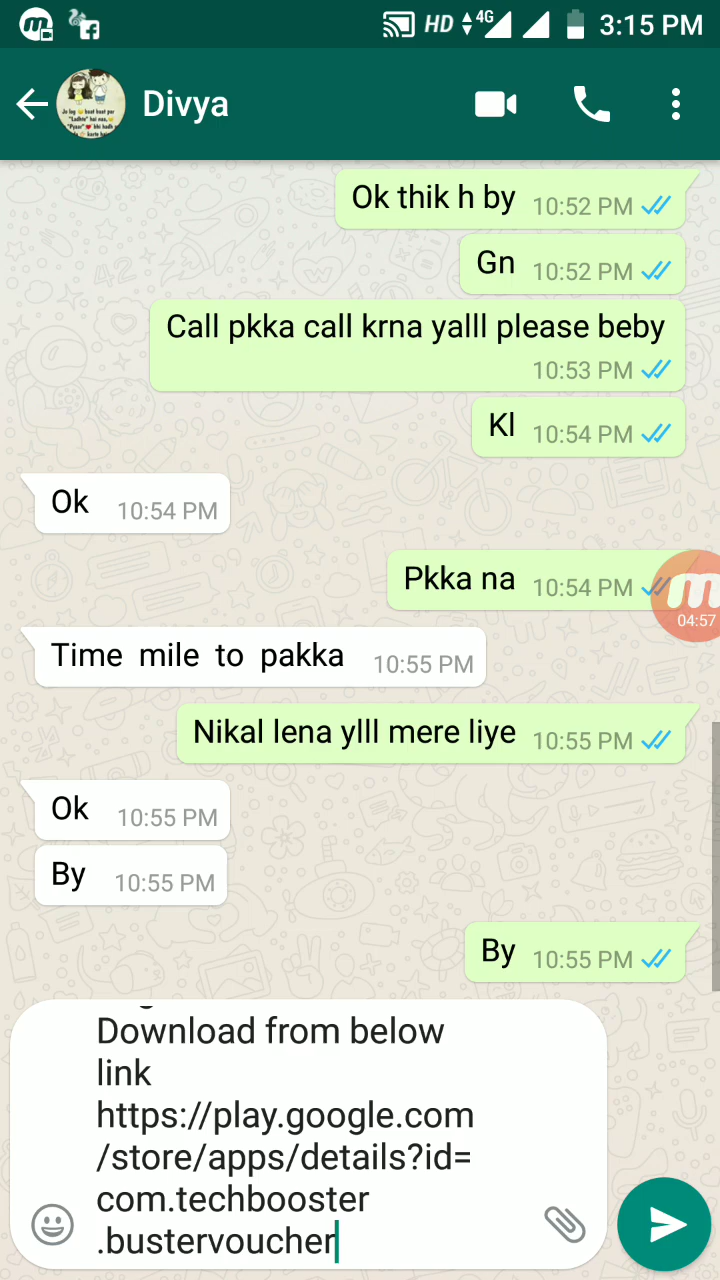 HD 4G 3:15 PM
Divya
Ok thik h by 10:52 PM
Gn 10:52 PM
Call pkka call krna yalll please beby
10:53 PM
Kl 10:54 PM
Ok 10:54 PM
Pkka na 10:54 PM
04:57
Time mile to pakka 10:55 PM
Nikal lena ylll mere liye 10:55 PM
Ok 10:55 PM
By 10:55 PM
By 10:55 PM
Download from below
link
https://play.google.com
/store/apps/details?id=
com.techbooster
.bustervoucher